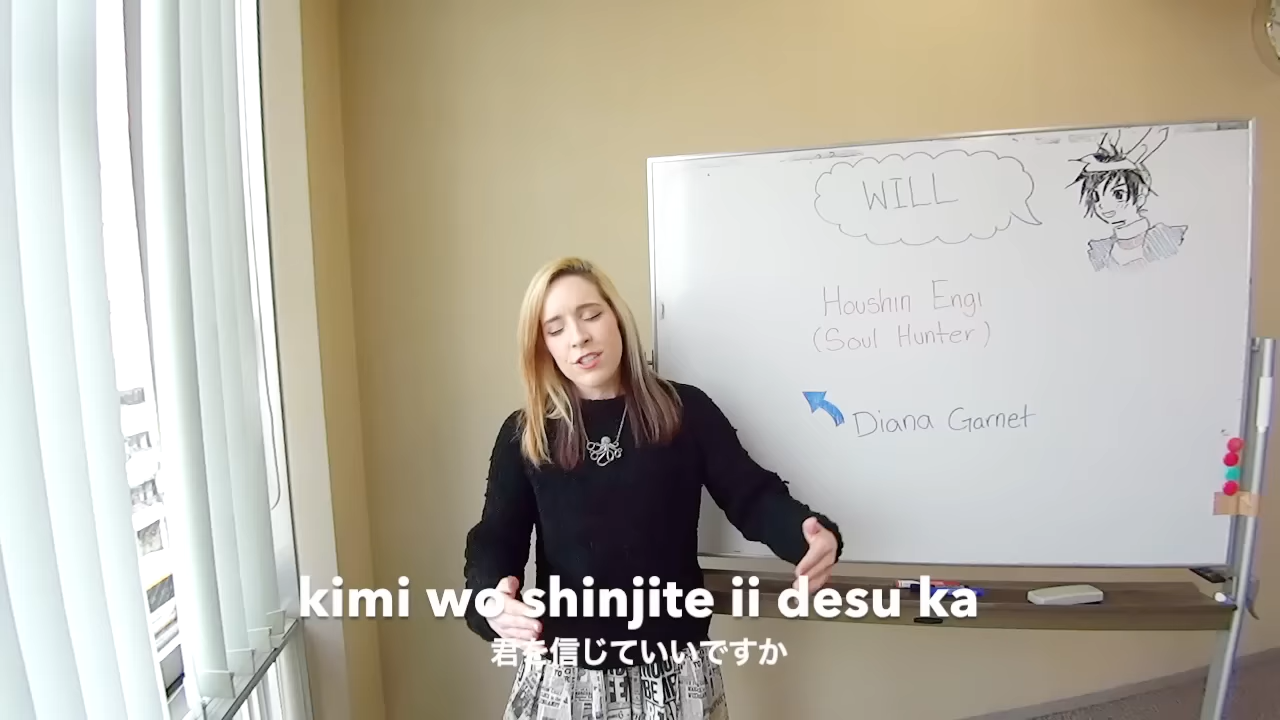 WILL
Houshin Engi
(Soul Hunter)
Diana Garnet
kimi wo shinjite ii desu ka
君を信じていいですか